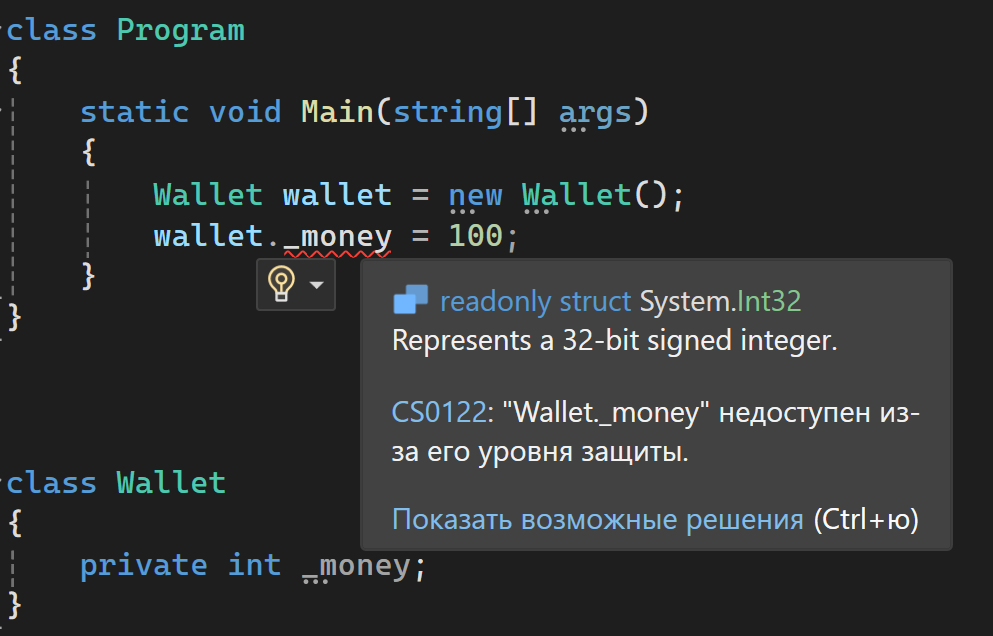 class Program
{
static void Main(string[] args)
{
Wallet wallet = new Wallet();
wallet._money = 100;
}
}
readonly struct System.Int32
Represents a 32-bit signed integer.
CS0122: "Wallet._money" недоступен из-
за его уровня защиты.
Показать возможные решения (Ctrl+ю)
class Wallet
{
private int _money;
}